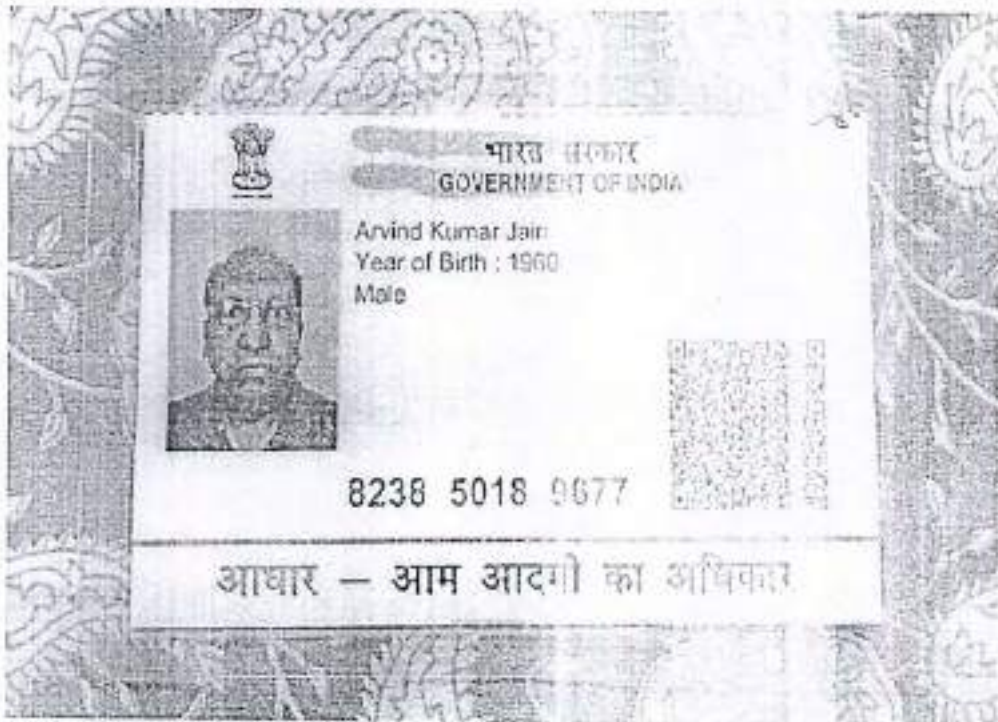 भारत सरकार
GOVERNMENT OF INDIA
Arvind Kumar Jain
Year of Birth : 1960
Male
8238 5018 9677
आधार – आम आदमी का अधिकार